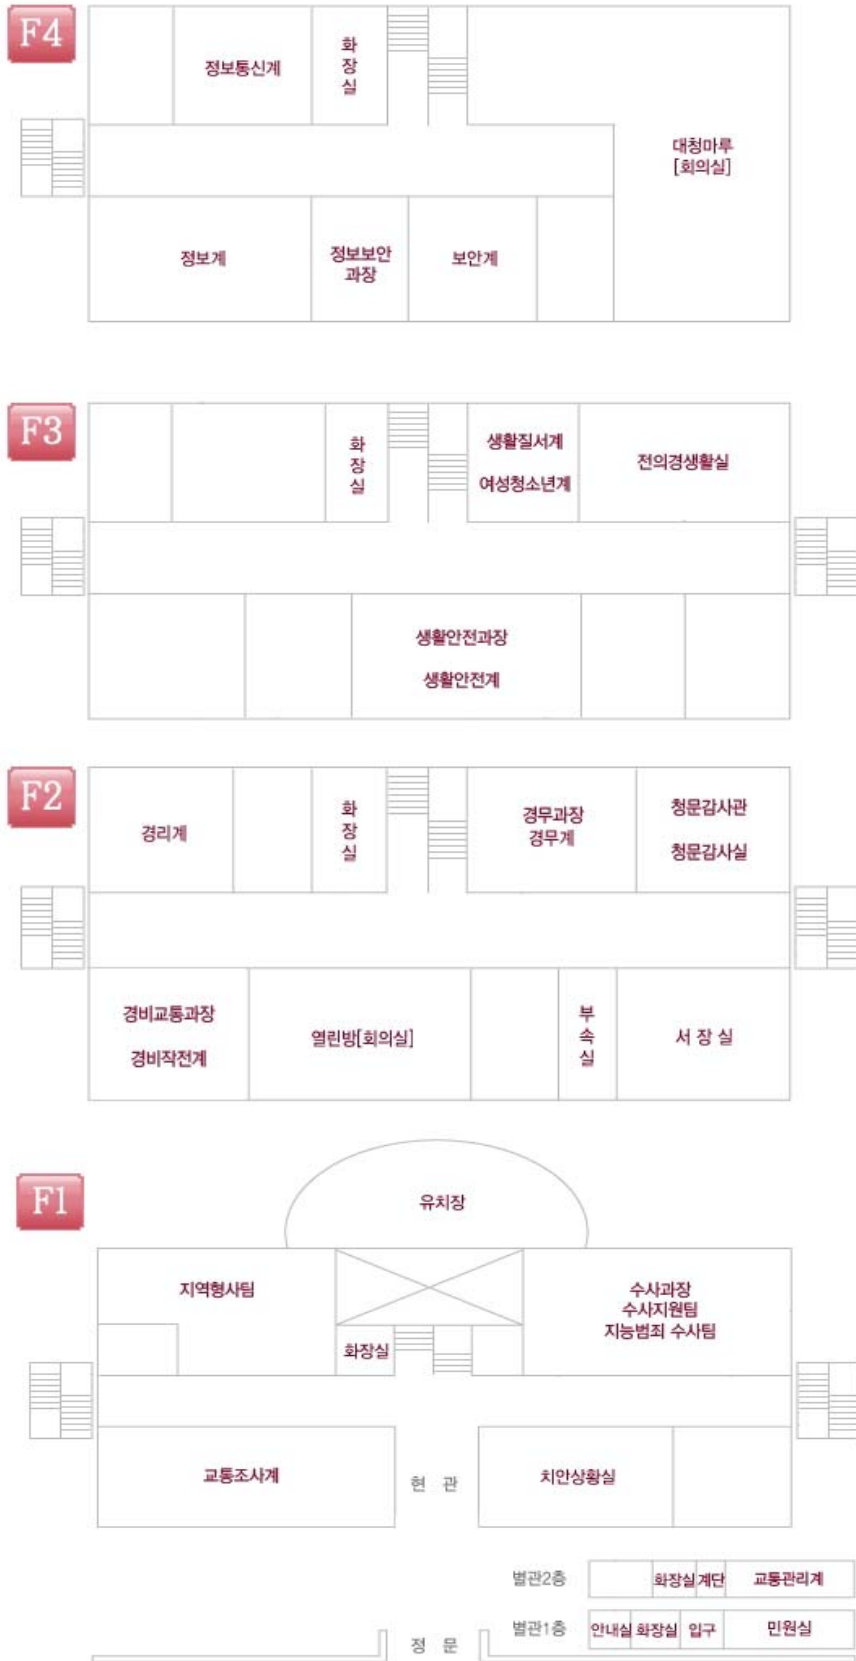 F4
정보통신계
화
장
실
대청마루
[회의실]
정보계
정보보안
과장
보안계
F3
화
장
실
생활질서계
여성청소년계
전의경생활실
생활안전과장
생활안전계
F2
경리계
화
장
실
경무과장
경무계
청문감사관
청문감사실
경비교통과장
경비작전계
열린방[회의실]
부
속
실
서 장 실
F1
유치장
지역형사팀
수사과장
수사지원팀
지능범죄 수사팀
화장실
교통조사계
현 관
치안상황실
별관2층 화장실 계단 교통관리계
별관1층 안내실 화장실 입구 민원실
정 문